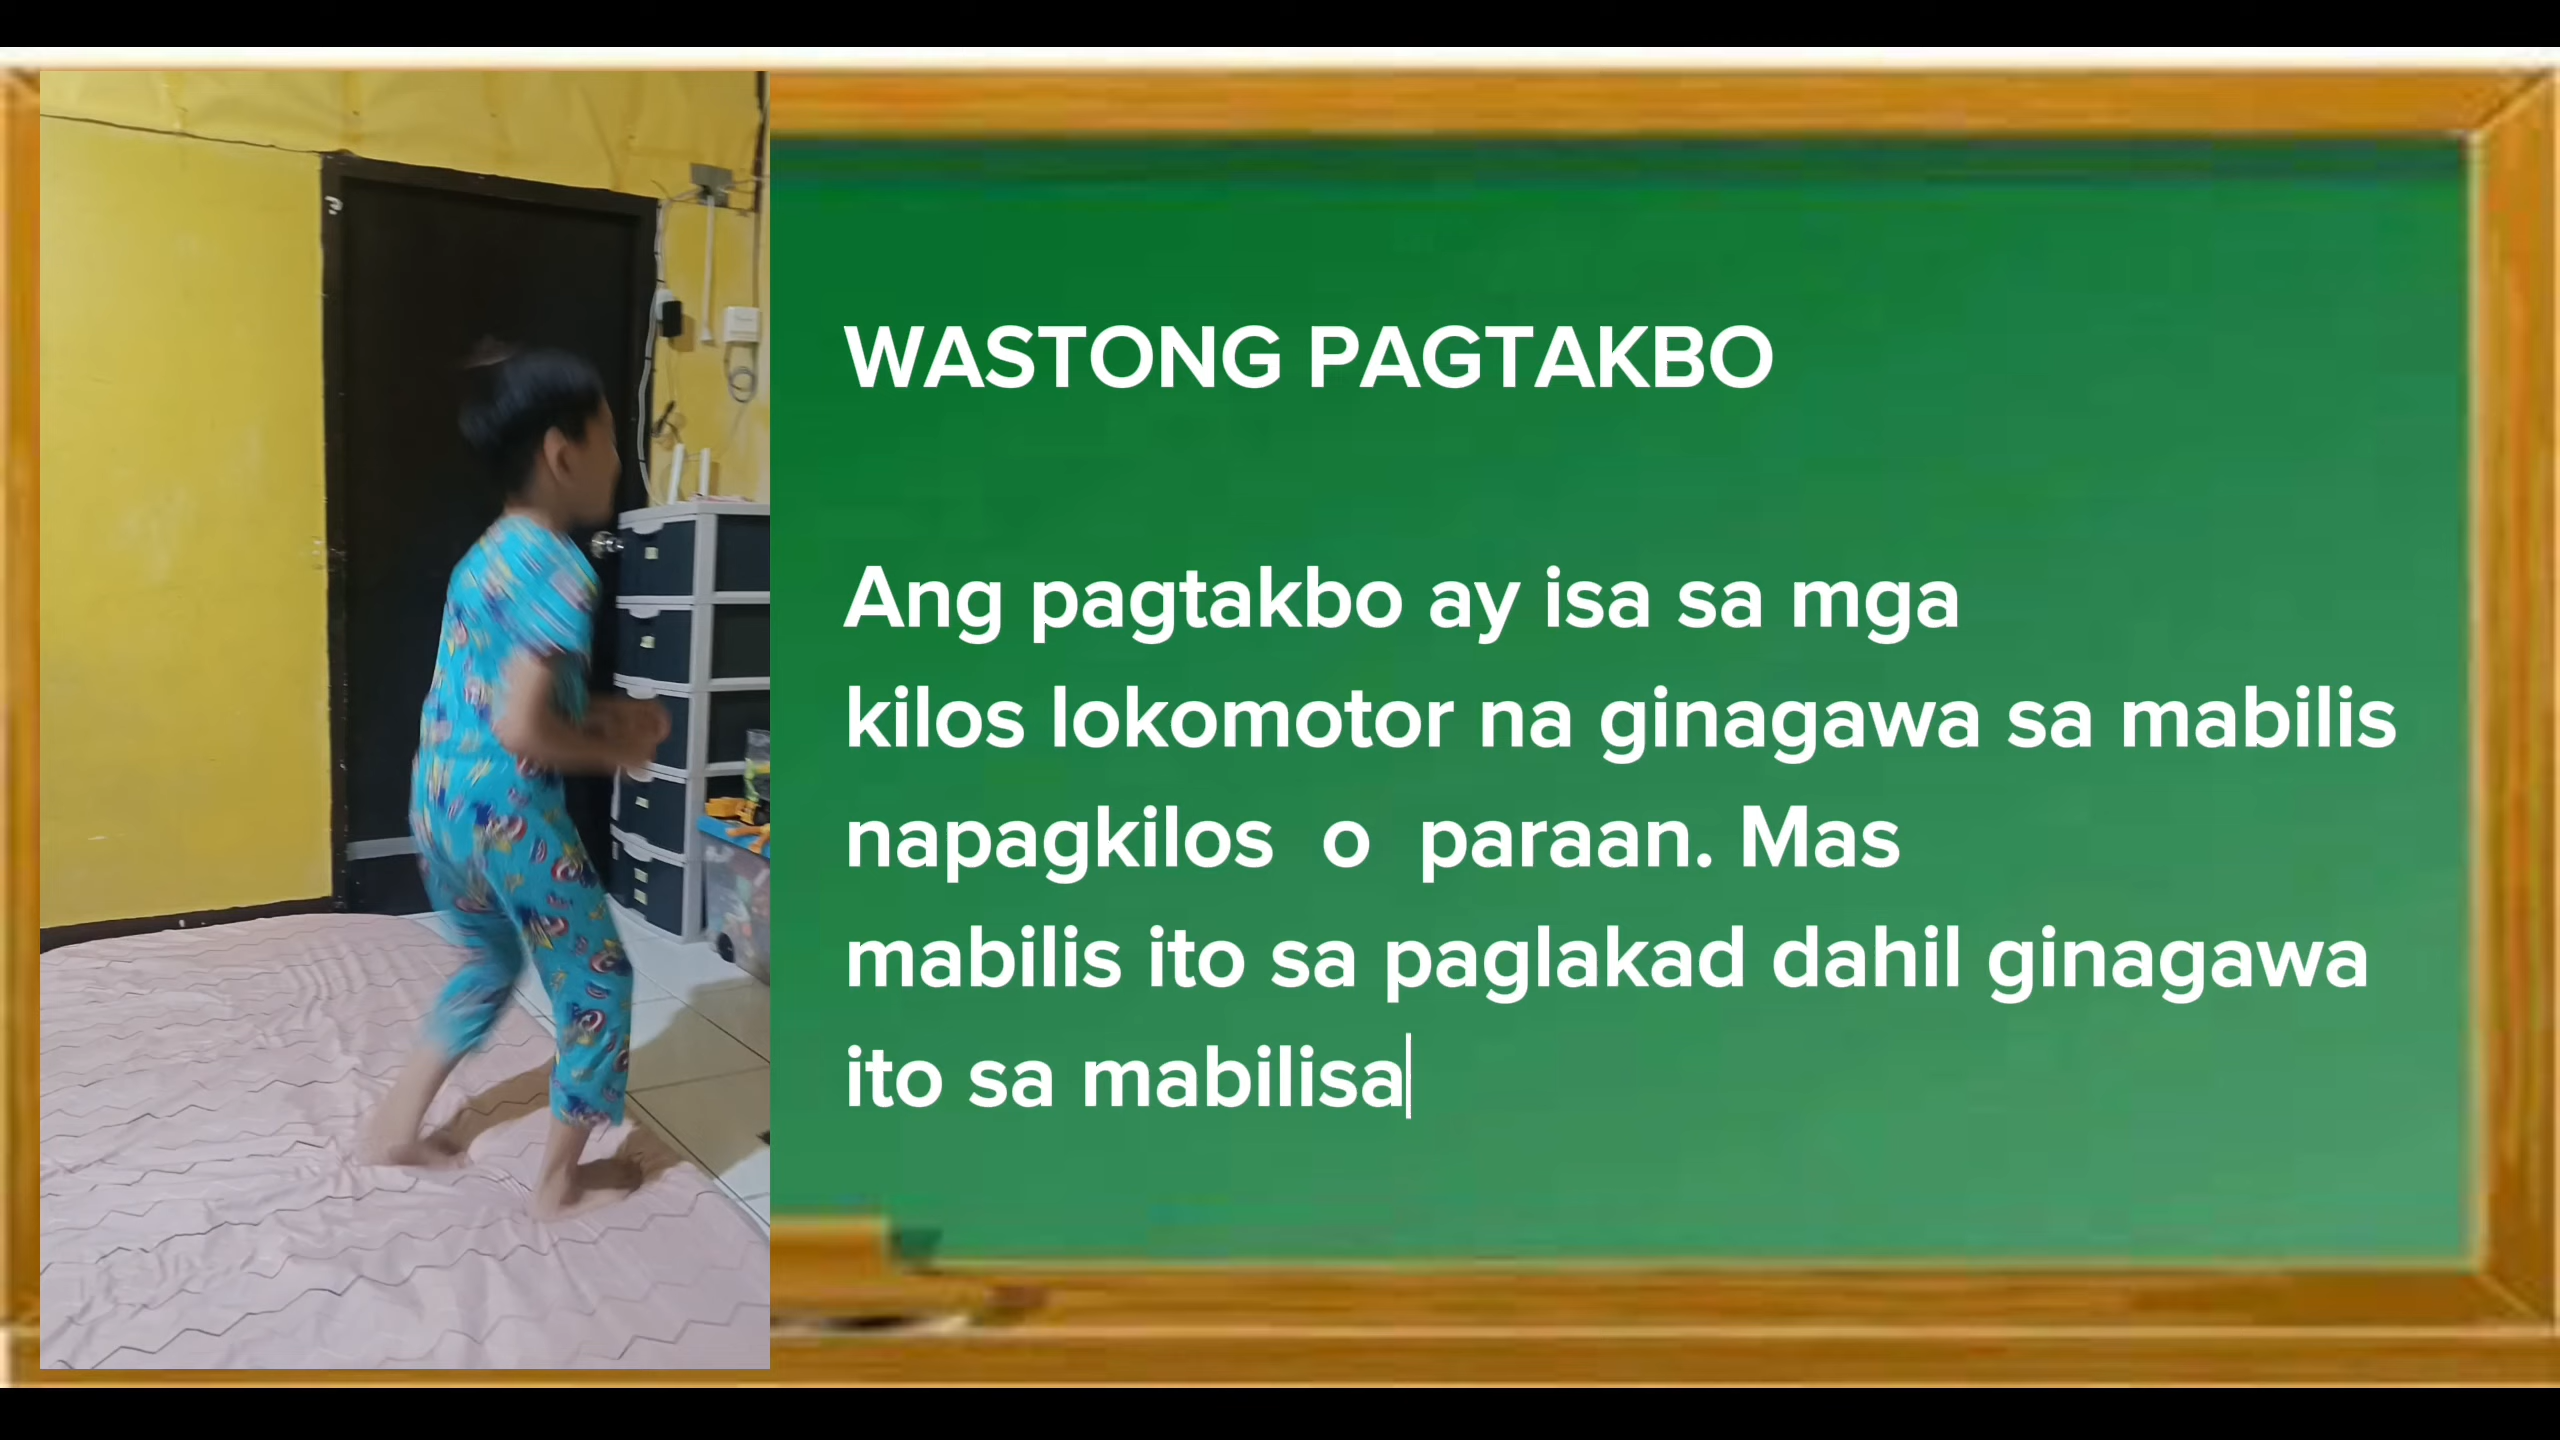 WASTONG PAGTAKBO
Ang pagtakbo ay isa sa mga
kilos lokomotor na ginagawa sa mabilis
napagkilos o paraan. Mas
mabilis ito sa paglakad dahil ginagawa
ito sa mabilisa